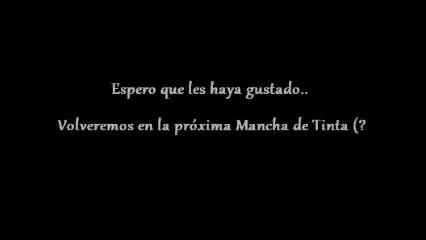 Espero que les haya gustado..
Volveremos en la próxima Mancha de Tinta (?